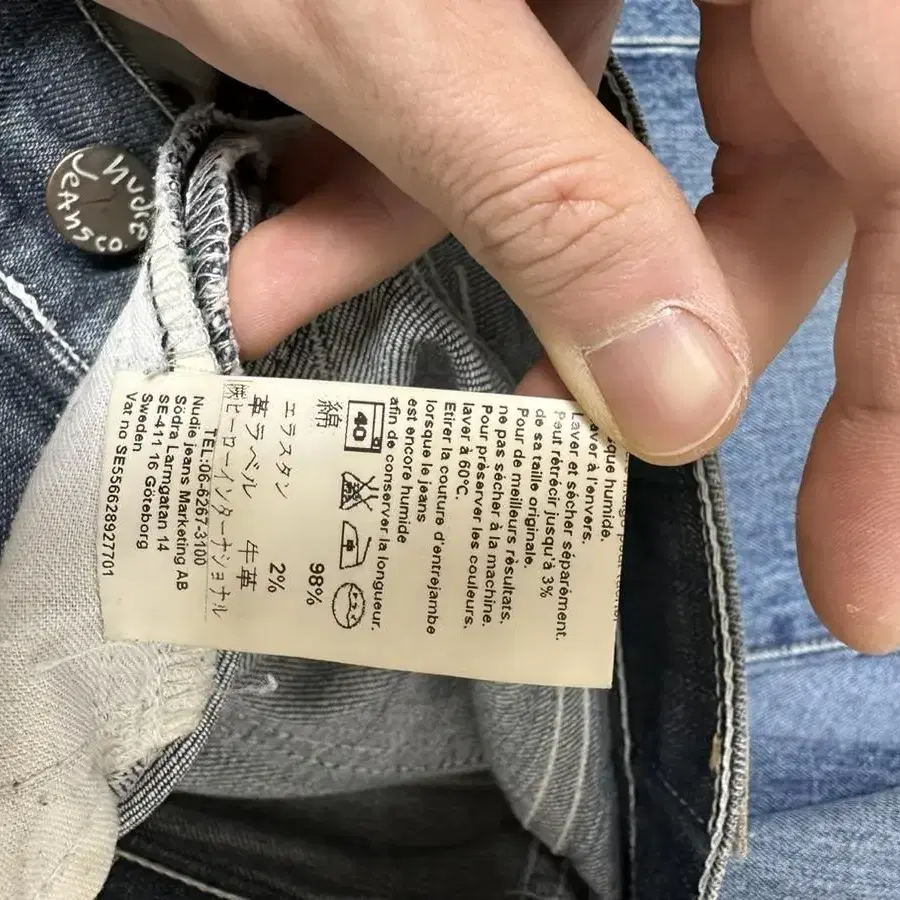 nudie
Jeans co.
humide.
l'envers.
Laver et sécher séparément.
Peut rétrécir jusqu'à 3%
de sa taille originale.
Pour de meilleurs résultats,
ne pas sécher à la machine.
Pour préserver les couleurs,
laver à 60°C.
Etirer la couture d'entrejambe
lorsque le jeans
est encore humide
afin de conserver la longueur.
40
綿 98%
エラスタン 2%
革ラベル 牛革
㈱ヒーローインターナショナル
TEL:06-6267-3100
Nudie Jeans Marketing AB
Södra Larmgatan 14
SE-411 16 Göteborg
Sweden
Vat no SE556628927701